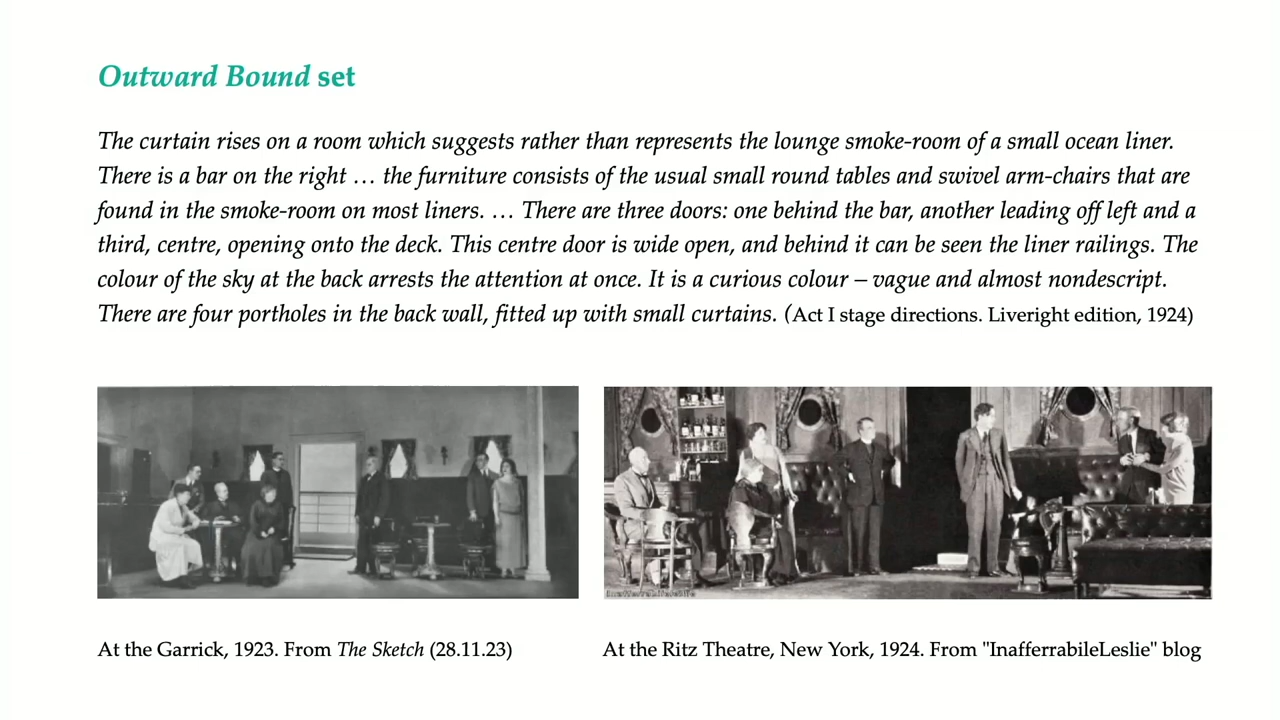 Outward Bound set
The curtain rises on a room which suggests rather than represents the lounge smoke-room of a small ocean liner.
There is a bar on the right … the furniture consists of the usual small round tables and swivel arm-chairs that are
found in the smoke-room on most liners. … There are three doors: one behind the bar, another leading off left and a
third, centre, opening onto the deck. This centre door is wide open, and behind it can be seen the liner railings. The
colour of the sky at the back arrests the attention at once. It is a curious colour – vague and almost nondescript.
There are four portholes in the back wall, fitted up with small curtains. (Act I stage directions. Liveright edition, 1924)
At the Garrick, 1923. From The Sketch (28.11.23)
At the Ritz Theatre, New York, 1924. From "InafferrabileLeslie" blog